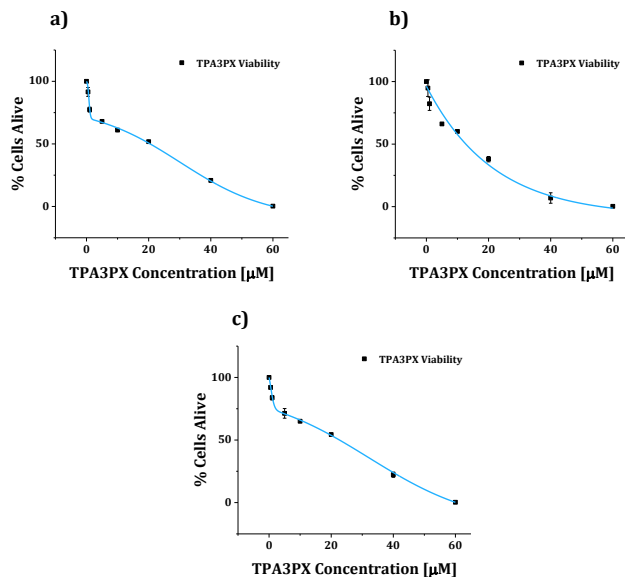 a)
TPA3PX Viability
100
50
0
% Cells Alive
0 20 40 60
TPA3PX Concentration [μM]
b)
TPA3PX Viability
100
50
0
% Cells Alive
0 20 40 60
TPA3PX Concentration [μM]
c)
TPA3PX Viability
100
50
0
% Cells Alive
0 20 40 60
TPA3PX Concentration [μM]